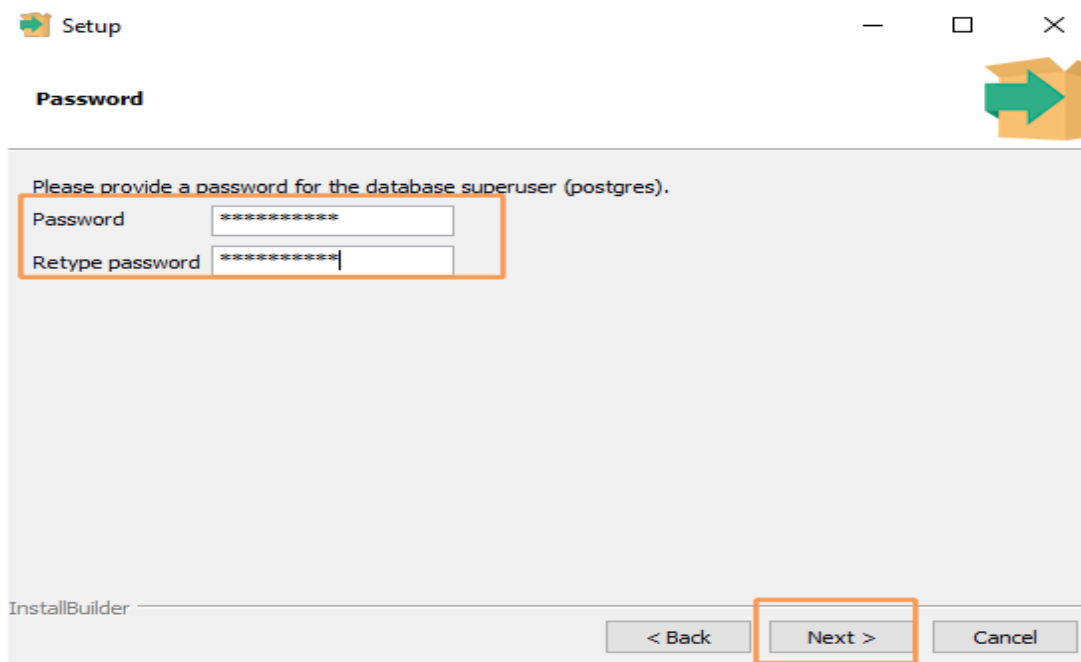 Setup
Password
Please provide a password for the database superuser (postgres).
Password **********
Retype password **********
InstallBuilder
< Back Next > Cancel